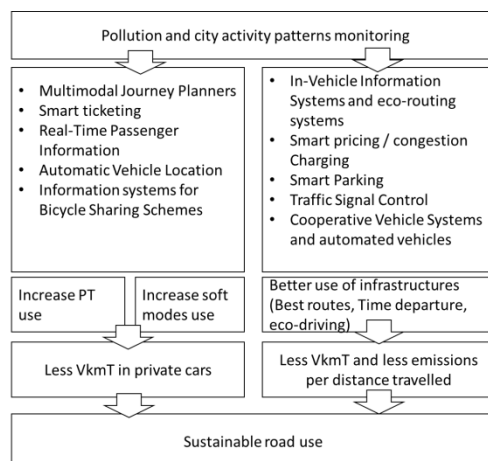 Pollution and city activity patterns monitoring
• Multimodal Journey Planners
• Smart ticketing
• Real-Time Passenger
Information
• Automatic Vehicle Location
• Information systems for
Bicycle Sharing Schemes
• In-Vehicle Information
Systems and eco-routing
systems
• Smart pricing / congestion
Charging
• Smart Parking
• Traffic Signal Control
• Cooperative Vehicle Systems
and automated vehicles
Increase PT
use
Increase soft
modes use
Better use of infrastructures
(Best routes, Time departure,
eco-driving)
Less VkmT in private cars
Less VkmT and less emissions
per distance travelled
Sustainable road use